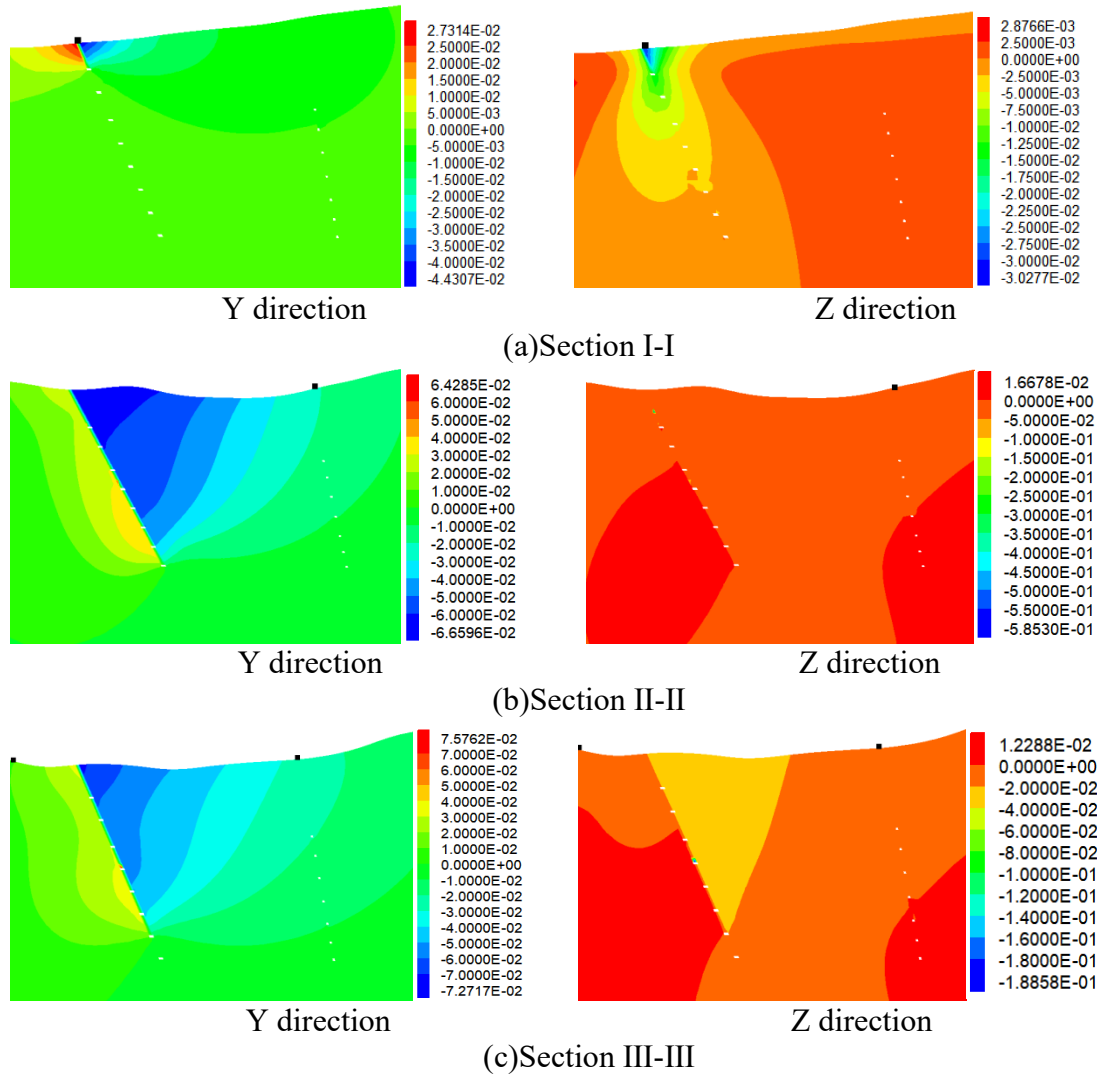 2.7314E-02
2.5000E-02
2.0000E-02
1.5000E-02
1.0000E-02
5.0000E-03
0.0000E+00
-5.0000E-03
-1.0000E-02
-1.5000E-02
-2.0000E-02
-2.5000E-02
-3.0000E-02
-3.5000E-02
-4.0000E-02
-4.4307E-02
Y direction
2.8766E-03
2.5000E-03
0.0000E+00
-2.5000E-03
-5.0000E-03
-7.5000E-03
-1.0000E-02
-1.2500E-02
-1.5000E-02
-1.7500E-02
-2.0000E-02
-2.2500E-02
-2.5000E-02
-2.7500E-02
-3.0000E-02
-3.0277E-02
Z direction
(a)Section I-I
6.4285E-02
6.0000E-02
5.0000E-02
4.0000E-02
3.0000E-02
2.0000E-02
1.0000E-02
0.0000E+00
-1.0000E-02
-2.0000E-02
-3.0000E-02
-4.0000E-02
-5.0000E-02
-6.0000E-02
-6.6596E-02
Y direction
1.6678E-02
0.0000E+00
-5.0000E-02
-1.0000E-01
-1.5000E-01
-2.0000E-01
-2.5000E-01
-3.0000E-01
-3.5000E-01
-4.0000E-01
-4.5000E-01
-5.0000E-01
-5.5000E-01
-5.8530E-01
Z direction
(b)Section II-II
7.5762E-02
7.0000E-02
6.0000E-02
5.0000E-02
4.0000E-02
3.0000E-02
2.0000E-02
1.0000E-02
0.0000E+00
-1.0000E-02
-2.0000E-02
-3.0000E-02
-4.0000E-02
-5.0000E-02
-6.0000E-02
-7.0000E-02
-7.2717E-02
Y direction
1.2288E-02
0.0000E+00
-2.0000E-02
-4.0000E-02
-6.0000E-02
-8.0000E-02
-1.0000E-01
-1.2000E-01
-1.4000E-01
-1.6000E-01
-1.8000E-01
-1.8858E-01
Z direction
(c)Section III-III